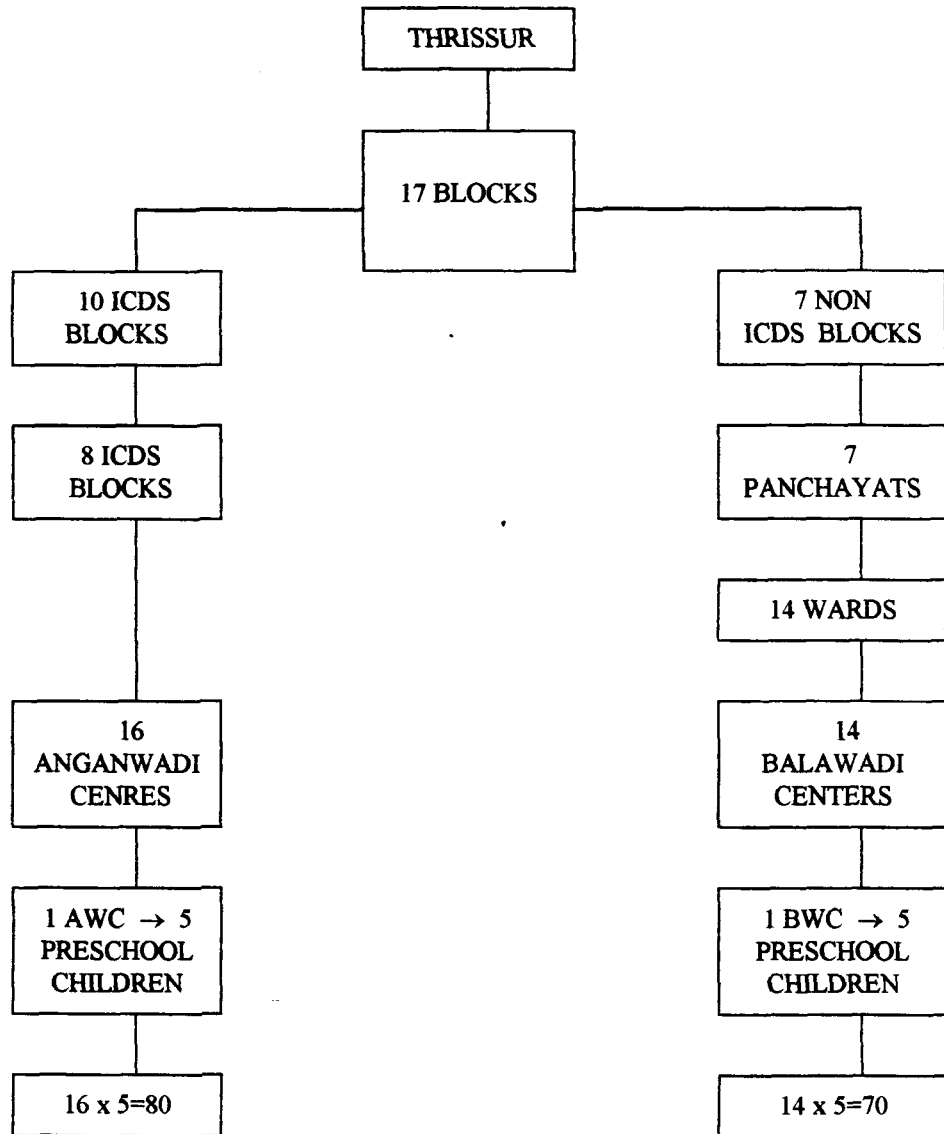 THRISSUR
17 BLOCKS
10 ICDS
BLOCKS
8 ICDS
BLOCKS
16
ANGANWADI
CENRES
1 AWC → 5
PRESCHOOL
CHILDREN
16 x 5=80
7 NON
ICDS BLOCKS
7
PANCHAYATS
14 WARDS
14
BALAWADI
CENTERS
1 BWC → 5
PRESCHOOL
CHILDREN
14 x 5=70